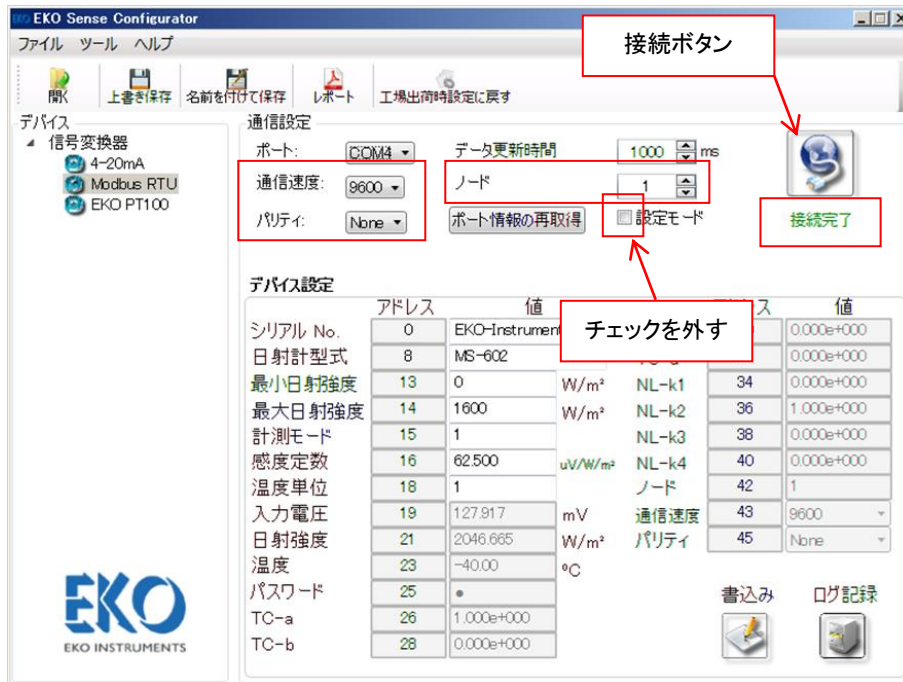 EKO Sense Configurator
ファイル ツール ヘルプ
接続ボタン
開く 上書き保存 名前を付けて保存 レポート 工場出荷時設定に戻す
デバイス
信号変換器
4-20mA
Modbus RTU
EKO PT100
通信設定
ポート: COM4 データ更新時間 1000 ms
通信速度: 9600 ノード 1
パリティ: None ポート情報の再取得 設定モード 接続完了
デバイス設定
チェックを外す
アドレス 値 ス 値
シリアル No. 0 EKO-Instrumen 0.000e+000
日射計型式 8 MS-602 0.000e+000
最小日射強度 13 0 W/m² NL-k1 34 0.000e+000
最大日射強度 14 1600 W/m² NL-k2 36 1.000e+000
計測モード 15 1 NL-k3 38 0.000e+000
感度定数 16 62.500 uV/W/m² NL-k4 40 0.000e+000
温度単位 18 1 ノード 42 1
入力電圧 19 127.917 mV 通信速度 43 9600
日射強度 21 2046.665 W/m² パリティ 45 None
温度 23 -40.00 ºC
パスワード 25 ●
TC-a 26 1.000e+000
TC-b 28 0.000e+000
書込み ログ記録
EKO
EKO INSTRUMENTS